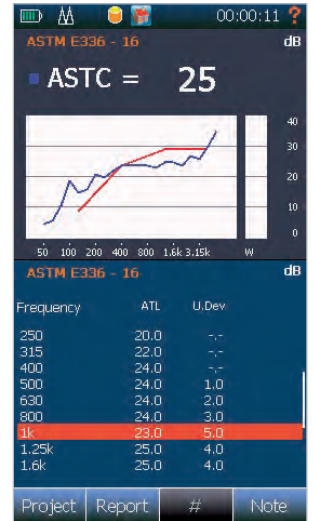 00:00:11 ?
ASTM E336 - 16 dB
ASTC = 25
40
30
20
10
0
50 100 200 400 800 1.6k 3.15k W
ASTM E336 - 16 dB
Frequency ATL U.Dev
250 20.0 -.-
315 22.0 -.-
400 24.0 -.-
500 24.0 1.0
630 24.0 2.0
800 24.0 3.0
1k 23.0 5.0
1.25k 25.0 4.0
1.6k 25.0 4.0
Project Report # Note